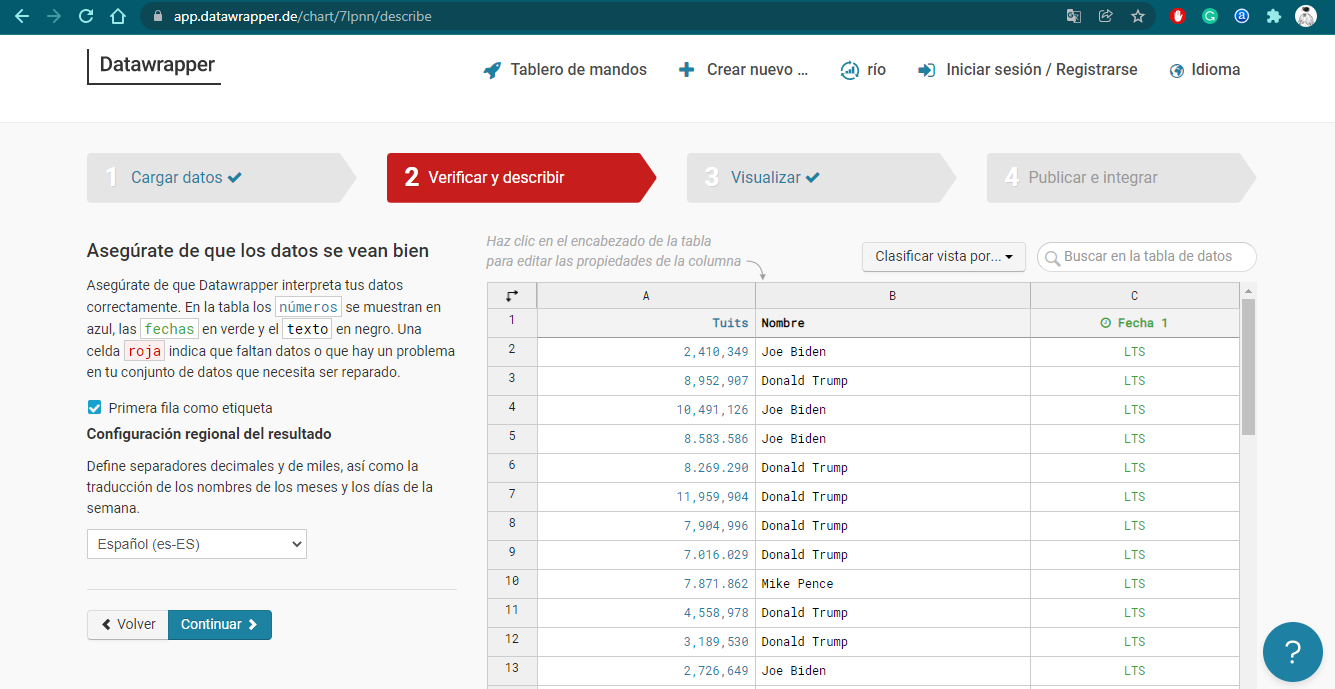 app.datawrapper.de/chart/7lpnn/describe
Datawrapper
Tablero de mandos
Crear nuevo ...
río
Iniciar sesión / Registrarse
Idioma
1 Cargar datos
2 Verificar y describir
3 Visualizar
4 Publicar e integrar
Asegúrate de que los datos se vean bien
Asegúrate de que Datawrapper interpreta tus datos
correctamente. En la tabla los números se muestran en
azul, las fechas en verde y el texto en negro. Una
celda roja indica que faltan datos o que hay un problema
en tu conjunto de datos que necesita ser reparado.
Primera fila como etiqueta
Configuración regional del resultado
Define separadores decimales y de miles, así como la
traducción de los nombres de los meses y los días de la
semana.
Español (es-ES)
Volver
Continuar
Haz clic en el encabezado de la tabla
para editar las propiedades de la columna
Clasificar vista por...
Buscar en la tabla de datos
A B C
1 Tuits Nombre Fecha 1
2 2,410,349 Joe Biden LTS
3 8,952,907 Donald Trump LTS
4 10,491,126 Joe Biden LTS
5 8.583.586 Joe Biden LTS
6 8.269.290 Donald Trump LTS
7 11,959,904 Donald Trump LTS
8 7,904,996 Donald Trump LTS
9 7.016.029 Donald Trump LTS
10 7.871.862 Mike Pence LTS
11 4,558,978 Donald Trump LTS
12 3,189,530 Donald Trump LTS
13 2,726,649 Joe Biden LTS
?